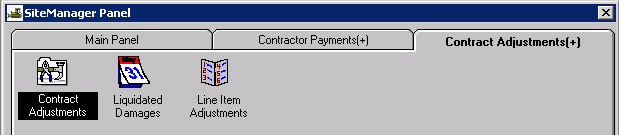 SiteManager Panel
Main Panel
Contractor Payments(+)
Contract Adjustments(+)
31
Contract
Adjustments
Liquidated
Damages
Line Item
Adjustments